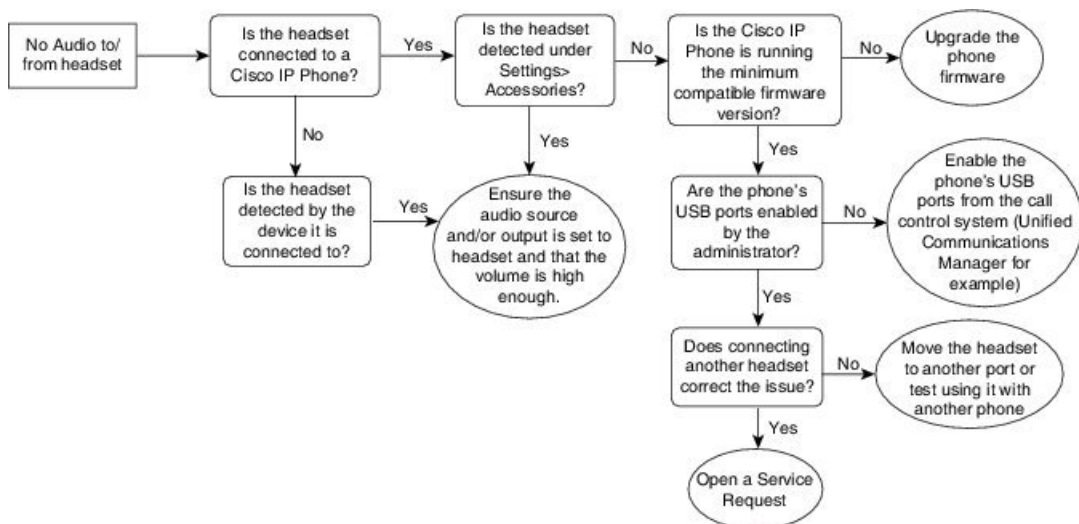 No Audio to/
from headset
Is the headset
connected to a
Cisco IP Phone?
Yes
Is the headset
detected under
Settings>
Accessories?
No
Is the Cisco IP
Phone is running
the minimum
compatible firmware
version?
No
Upgrade the
phone
firmware
No
Yes
Yes
Is the headset
detected by the
device it is
connected to?
Yes
Ensure the
audio source
and/or output is set to
headset and that the
volume is high
enough.
Are the phone's
USB ports enabled
by the
administrator?
No
Enable the
phone's USB
ports from the call
control system (Unified
Communications
Manager for
example)
Yes
Does connecting
another headset
correct the issue?
No
Move the headset
to another port or
test using it with
another phone
Yes
Open a Service
Request